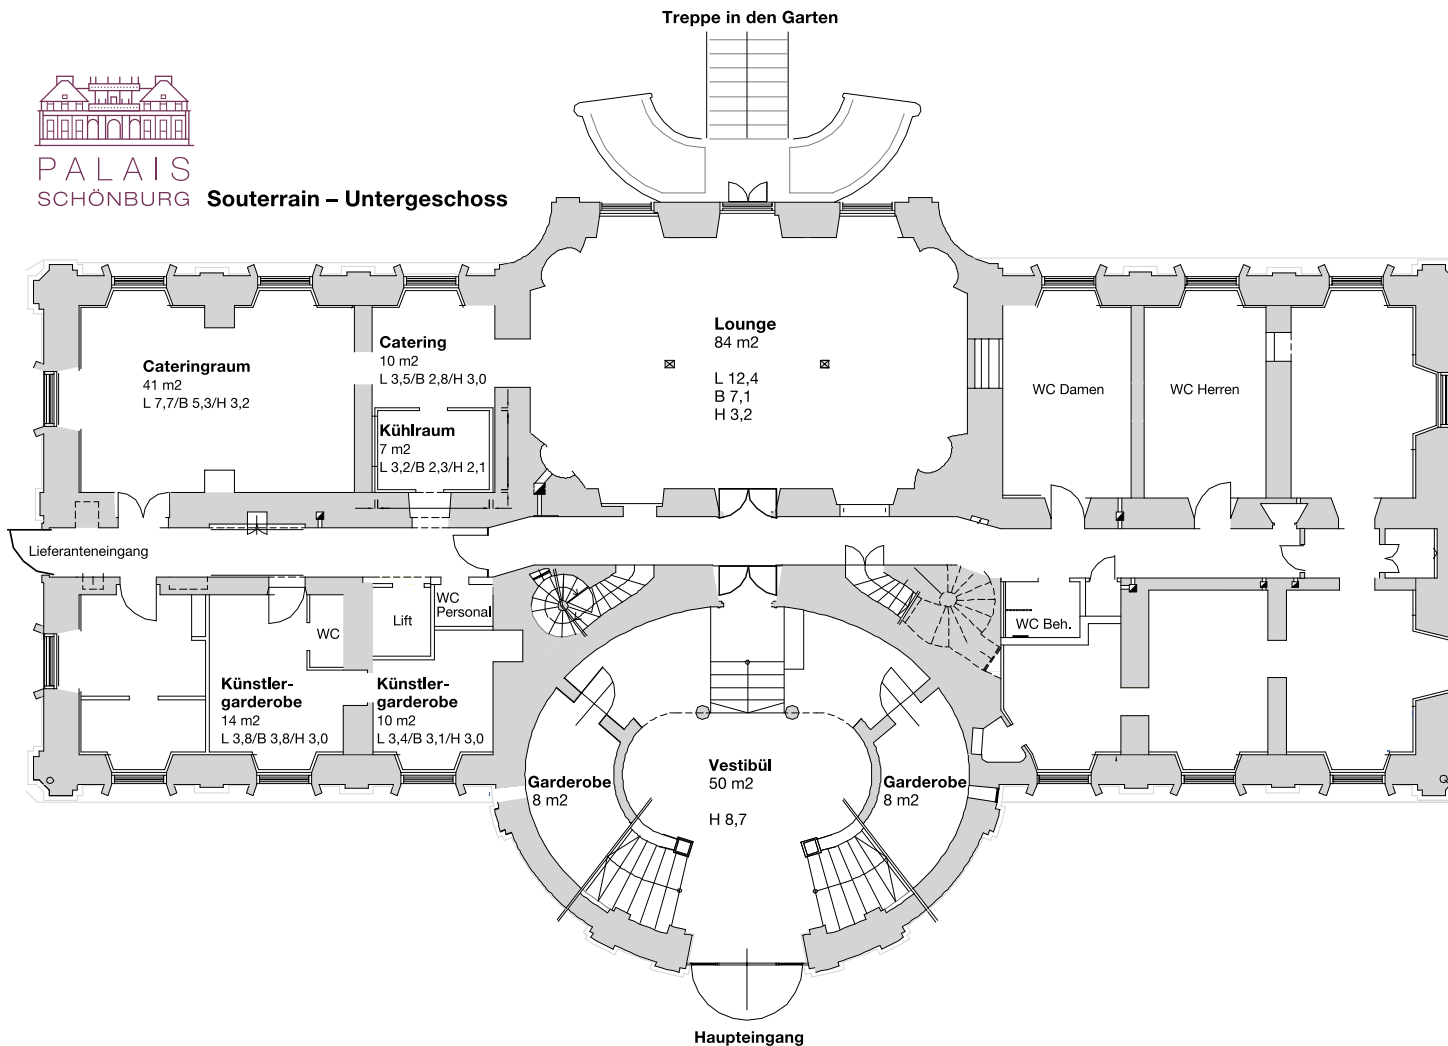 Treppe in den Garten
PALAIS
SCHÖNBURG
Souterrain – Untergeschoss
Cateringraum
41 m2
L 7,7/B 5,3/H 3,2
Catering
10 m2
L 3,5/B 2,8/H 3,0
Kühlraum
7 m2
L 3,2/B 2,3/H 2,1
Lounge
84 m2
L 12,4
B 7,1
H 3,2
WC Damen
WC Herren
Lieferanteneingang
WC
Personal
Lift
WC
WC Beh.
Künstler-
garderobe
14 m2
L 3,8/B 3,8/H 3,0
Künstler-
garderobe
10 m2
L 3,4/B 3,1/H 3,0
Garderobe
8 m2
Vestibül
50 m2
H 8,7
Garderobe
8 m2
Haupteingang